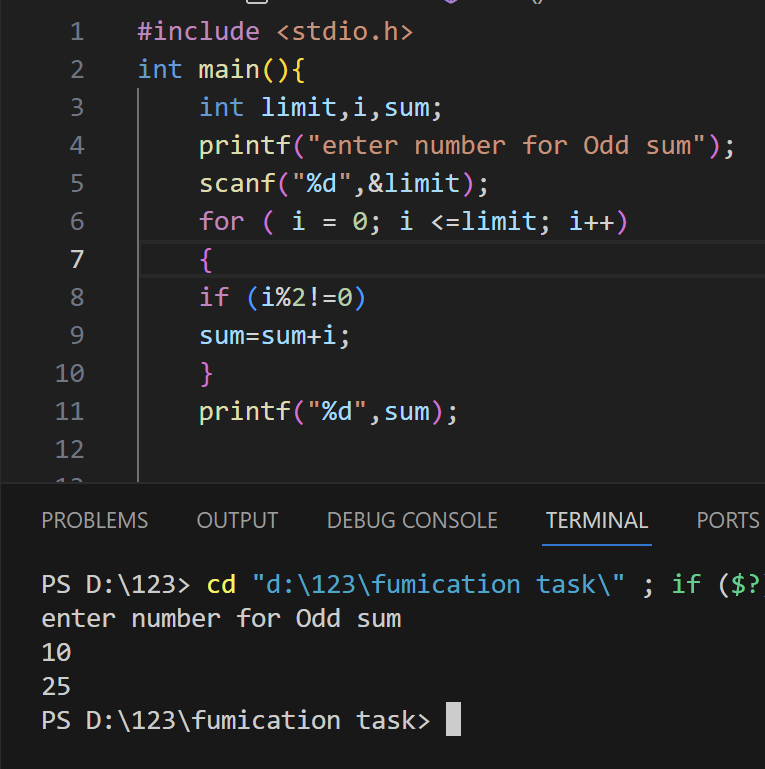 1 #include <stdio.h>
2 int main(){
3 int limit,i,sum;
4 printf("enter number for Odd sum");
5 scanf("%d",&limit);
6 for ( i = 0; i <=limit; i++)
7 {
8 if (i%2!=0)
9 sum=sum+i;
10 }
11 printf("%d",sum);
12
PROBLEMS OUTPUT DEBUG CONSOLE TERMINAL PORTS
PS D:\123> cd "d:\123\fumication task\" ; if ($?
enter number for Odd sum
10
25
PS D:\123\fumication task>